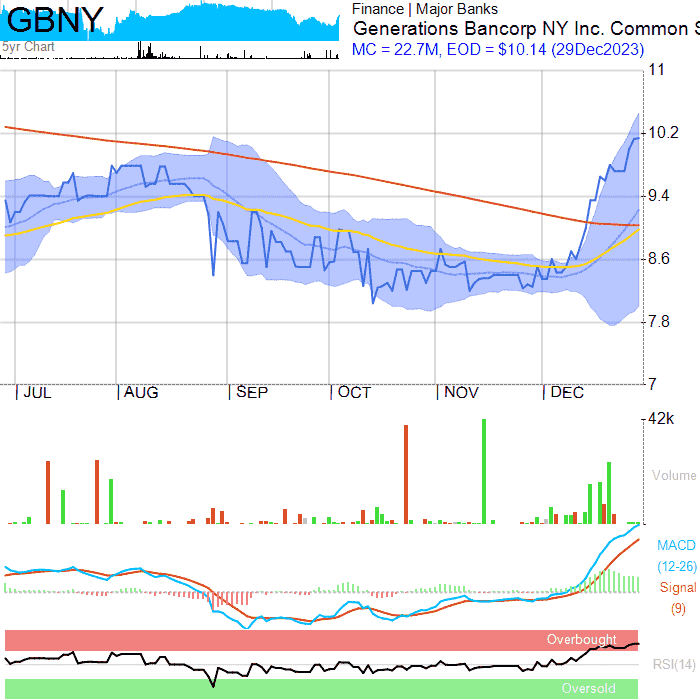 GBNY
5yr Chart
Finance | Major Banks
Generations Bancorp NY Inc. Common S
MC = 22.7M, EOD = $10.14 (29Dec2023)
11
10.2
9.4
8.6
7.8
7
JUL AUG SEP OCT NOV DEC
42k
Volume
MACD
(12-26)
Signal
(9)
Overbought
RSI(14)
Oversold